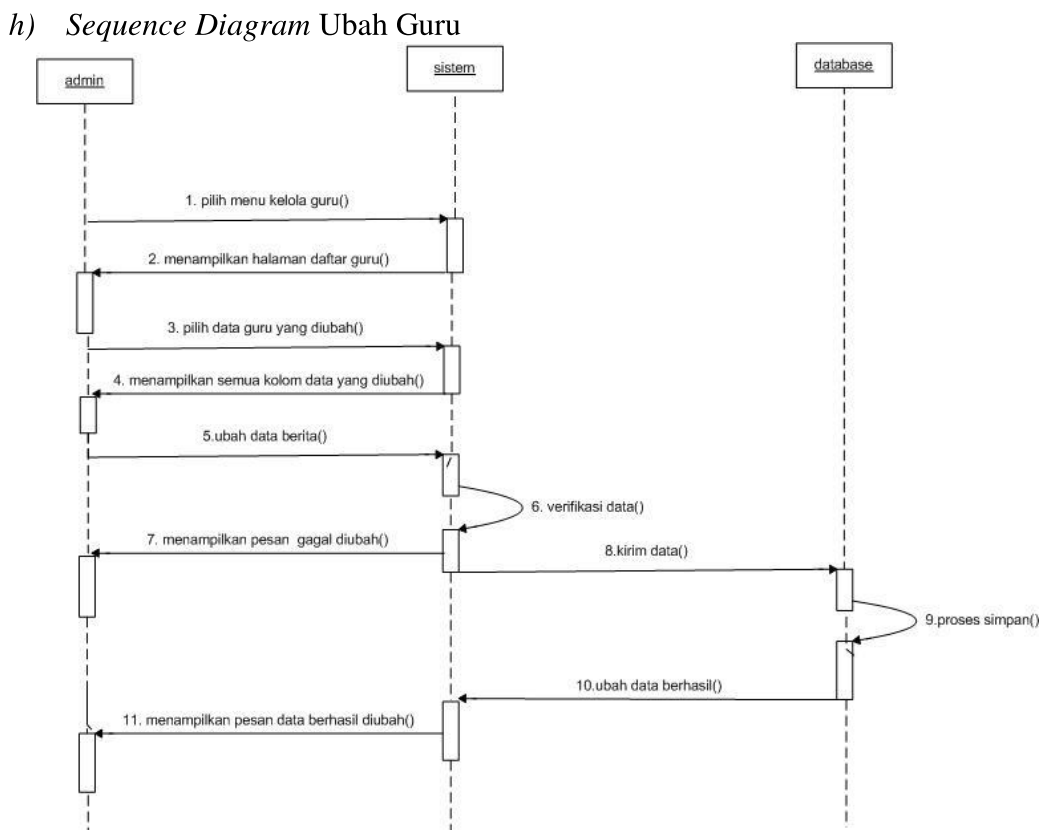 h) Sequence Diagram Ubah Guru
admin
sistem
database
1. pilih menu kelola guru()
2. menampilkan halaman daftar guru()
3. pilih data guru yang diubah()
4. menampilkan semua kolom data yang diubah()
5.ubah data berita()
6. verifikasi data()
7. menampilkan pesan gagal diubah()
8.kirim data()
9.proses simpan()
10.ubah data berhasil()
11. menampilkan pesan data berhasil diubah()